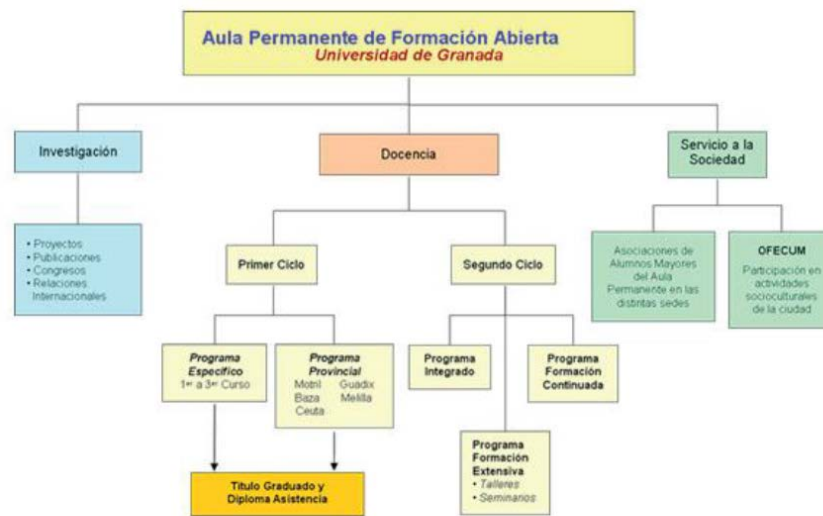 Aula Permanente de Formación Abierta
Universidad de Granada
Investigación
Docencia
Servicio a la
Sociedad
• Proyectos
• Publicaciones
• Congresos
• Relaciones
Internacionales
Primer Ciclo
Segundo Ciclo
Asociaciones de
Alumnos Mayores
del Aula
Permanente en las
distintas sedes
OFECUM
Participación en
actividades
socioculturales
de la ciudad
Programa
Específico
1er a 3er Curso
Programa
Provincial
Motril Guadix
Baza Melilla
Ceuta
Programa
Integrado
Programa
Formación
Continuada
Programa
Formación
Extensiva
• Talleres
• Seminarios
Titulo Graduado y
Diploma Asistencia